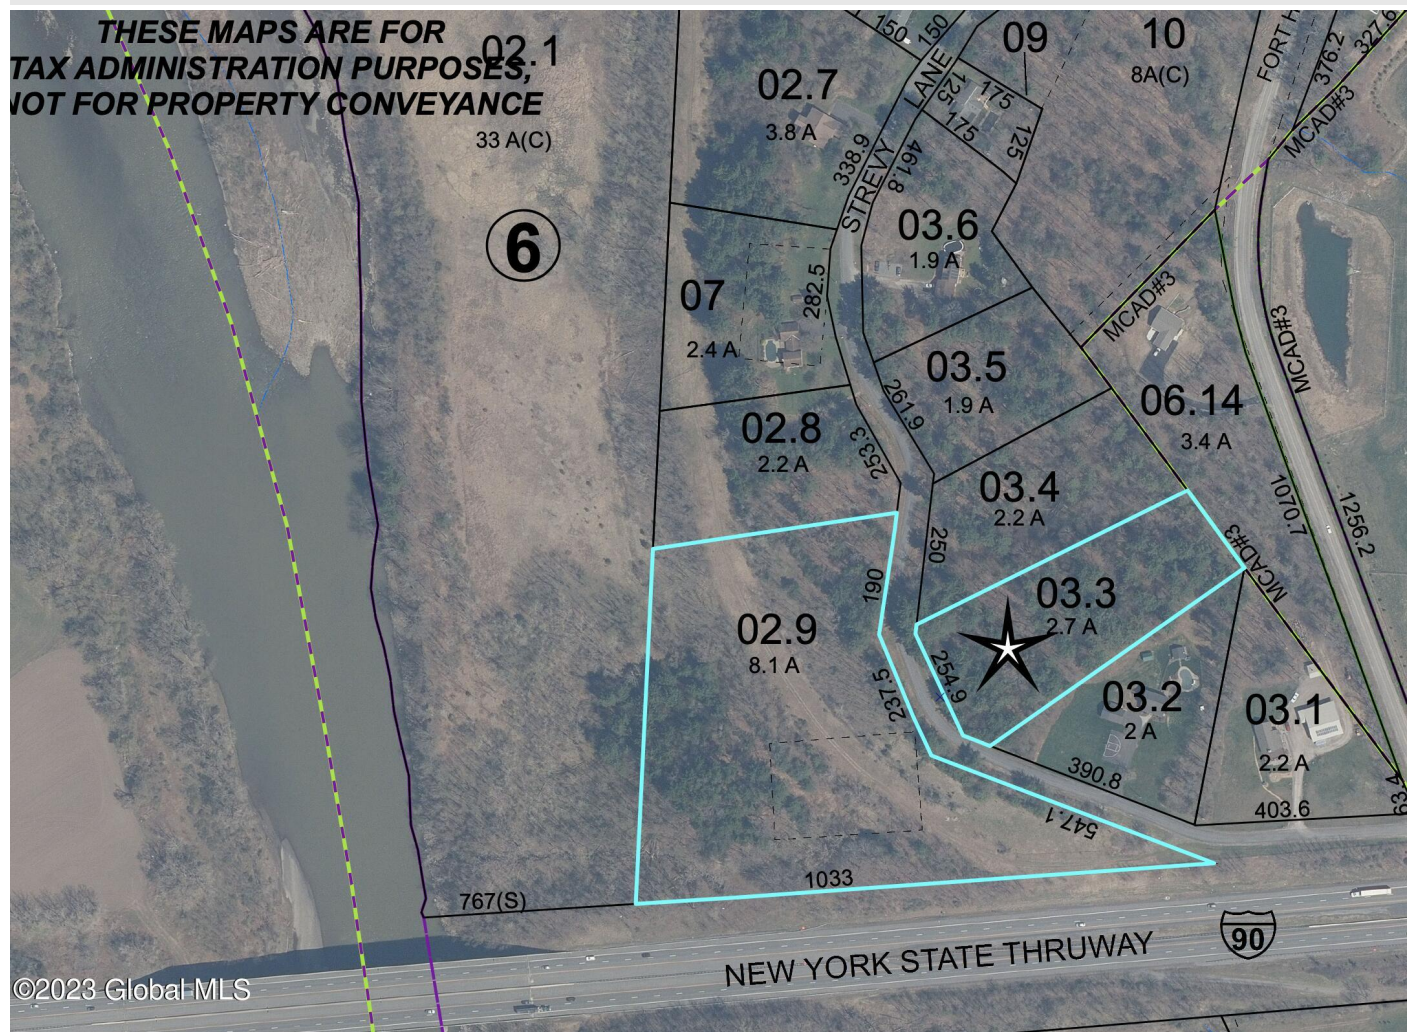 THESE MAPS ARE FOR
TAX ADMINISTRATION PURPOSES,
NOT FOR PROPERTY CONVEYANCE
02.1
33 A(C)
6
150
150
09
10
8A(C)
FORT H
376.2
327.6
MCAD#3
02.7
3.8 A
338.9
STREVY LANE
461.8
125
175
175
125
03.6
1.9 A
07
2.4 A
282.5
MCAD#3
MCAD#3
03.5
1.9 A
261.9
06.14
3.4 A
02.8
2.2 A
253.3
03.4
2.2 A
250
1070.7
1256.2
MCAD#3
190
03.3
2.7 A
02.9
8.1 A
254.9
237.5
03.2
2 A
03.1
2.2 A
390.8
403.6
63.4
547.1
1033
767(S)
NEW YORK STATE THRUWAY
90
©2023 Global MLS